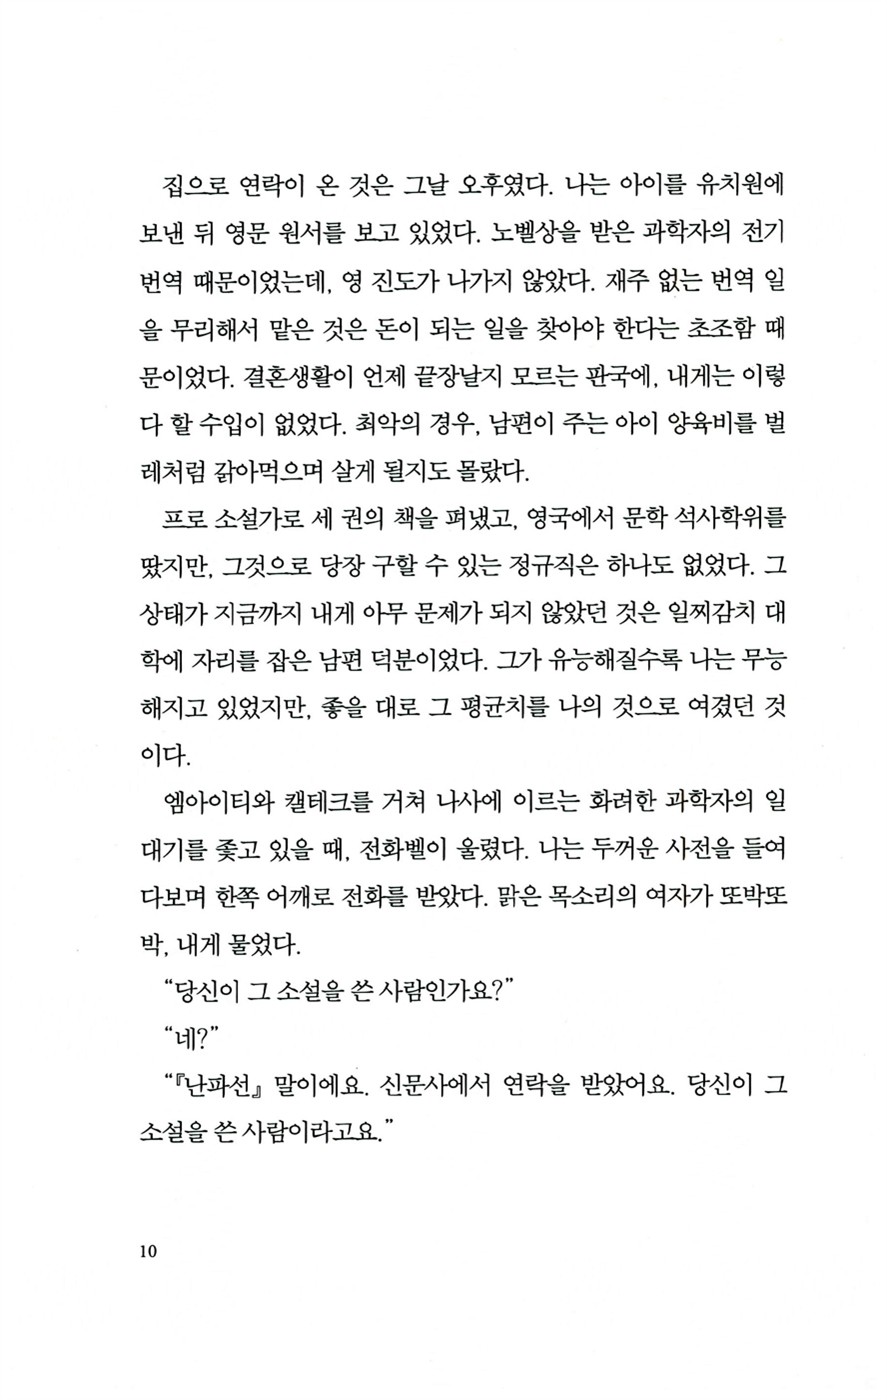 집으로 연락이 온 것은 그날 오후였다. 나는 아이를 유치원에
보낸 뒤 영문 원서를 보고 있었다. 노벨상을 받은 과학자의 전기
번역 때문이었는데, 영 진도가 나가지 않았다. 재주 없는 번역 일
을 무리해서 맡은 것은 돈이 되는 일을 찾아야 한다는 초조함 때
문이었다. 결혼생활이 언제 끝장날지 모르는 판국에, 내게는 이렇
다 할 수입이 없었다. 최악의 경우, 남편이 주는 아이 양육비를 벌
레처럼 갉아먹으며 살게 될지도 몰랐다.
프로 소설가로 세 권의 책을 펴냈고, 영국에서 문학 석사학위를
땄지만, 그것으로 당장 구할 수 있는 정규직은 하나도 없었다. 그
상태가 지금까지 내게 아무 문제가 되지 않았던 것은 일찌감치 대
학에 자리를 잡은 남편 덕분이었다. 그가 유능해질수록 나는 무능
해지고 있었지만, 좋을 대로 그 평균치를 나의 것으로 여겼던 것
이다.
엠아이티와 캘테크를 거쳐 나사에 이르는 화려한 과학자의 일
대기를 좇고 있을 때, 전화벨이 울렸다. 나는 두꺼운 사전을 들여
다보며 한쪽 어깨로 전화를 받았다. 맑은 목소리의 여자가 또박또
박, 내게 물었다.
“당신이 그 소설을 쓴 사람인가요?”
“네?”
“『난파선』 말이에요. 신문사에서 연락을 받았어요. 당신이 그
소설을 쓴 사람이라고요.”
10